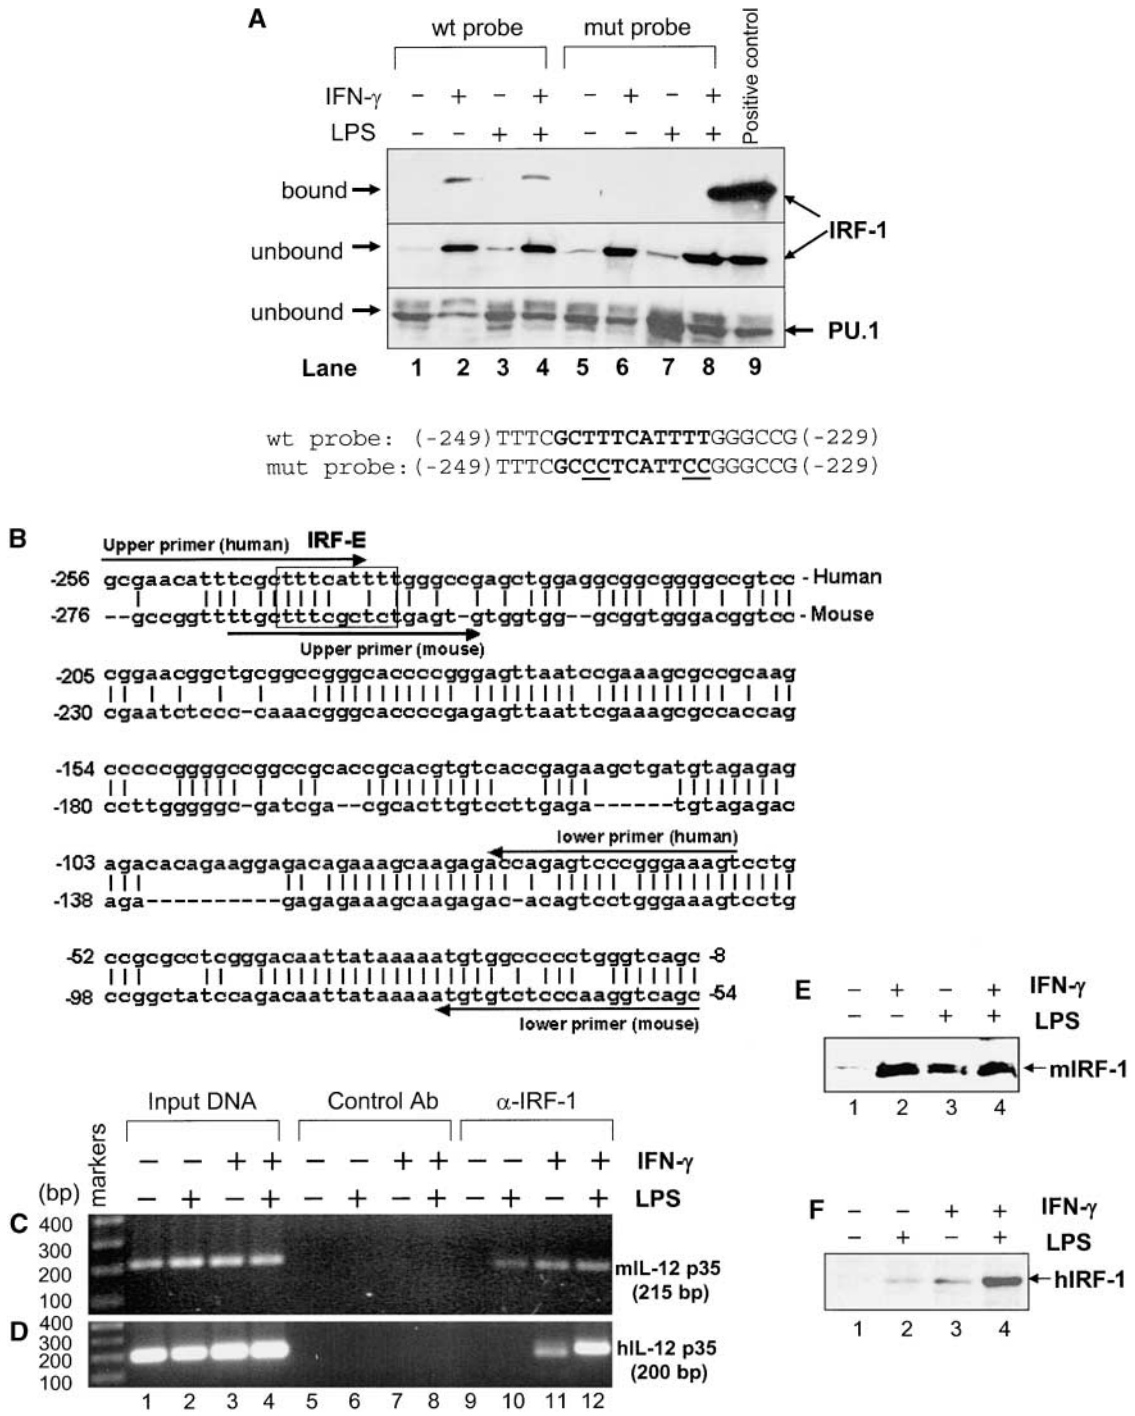 A
wt probe
mut probe
Positive control
IFN-γ − + − + − + − +
LPS − − + + − − + +
bound
IRF-1
unbound
unbound
PU.1
Lane 1 2 3 4 5 6 7 8 9
wt probe: (-249)TTTCGCTTTCATTTTGGGCCG(-229)
mut probe:(-249)TTTCGCCCTCATTCCGGGCCG(-229)
B
Upper primer (human) IRF-E
-256 gcgaacatttcgctttcattttgggccgagctggaggcggcggggccgtcc - Human
-276 --gccggttttgctttcgctctgagt-gtggtgg--gcggtgggacggtcc - Mouse
Upper primer (mouse)
-205 cggaacggctgcggccgggcaccccgggagttaatccgaaagcgccgcaag
-230 cgaatctccc-caaacgggcaccccgagagttaattcgaaagcgccaccag
-154 cccccggggccggccgcaccgcacgtgtcaccgagaagctgatgtagagag
-180 ccttgggggc-gatcga--cgcacttgtccttgaga------tgtagagac
lower primer (human)
-103 agacacagaaggagacagaaagcaagagaccagagtcccgggaaagtcctg
-138 aga----------gagagaaagcaagagac-acagtcctgggaaagtcctg
-52 ccgcgcctcgggacaattataaaaatgtggccccctgggtcagc -8
-98 ccggctatccagacaattataaaaatgtgtctcccaaggtcagc -54
lower primer (mouse)
E
− + − + IFN-γ
− − + + LPS
mIRF-1
1 2 3 4
Input DNA
Control Ab
α-IRF-1
markers
− − + + − − + + − − + + IFN-γ
(bp) − + − + − + − + − + − + LPS
C
400
300
200
100
mIL-12 p35
(215 bp)
D
400
300
200
100
hIL-12 p35
(200 bp)
1 2 3 4 5 6 7 8 9 10 11 12
F
− − + + IFN-γ
− + − + LPS
hIRF-1
1 2 3 4